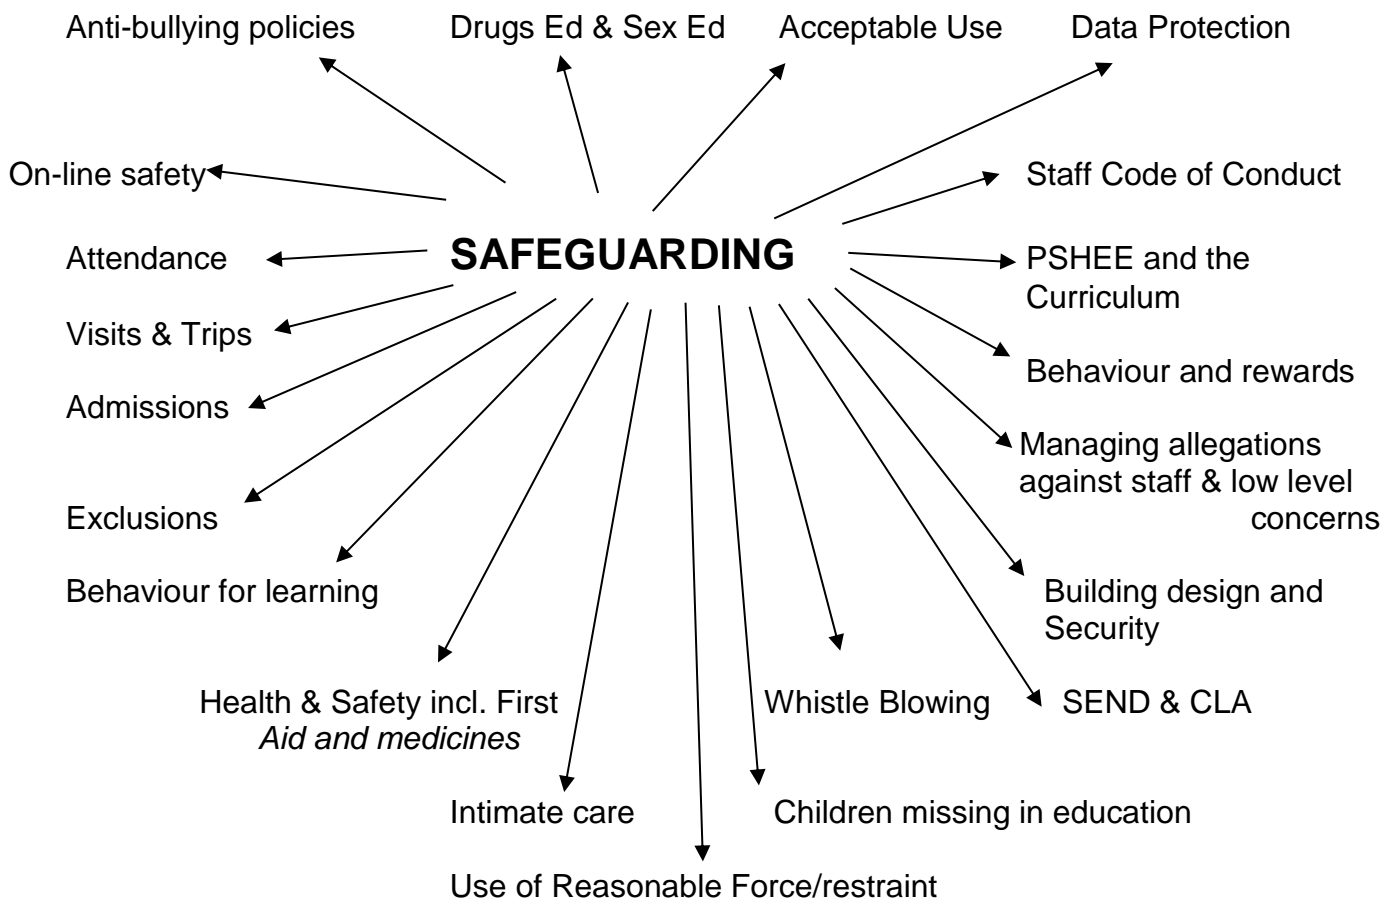 Anti-bullying policies
Drugs Ed & Sex Ed
Acceptable Use
Data Protection
On-line safety
Staff Code of Conduct
SAFEGUARDING
Attendance
PSHEE and the
Curriculum
Visits & Trips
Behaviour and rewards
Admissions
Managing allegations
against staff & low level
concerns
Exclusions
Behaviour for learning
Building design and
Security
Health & Safety incl. First
Aid and medicines
Whistle Blowing
SEND & CLA
Intimate care
Children missing in education
Use of Reasonable Force/restraint